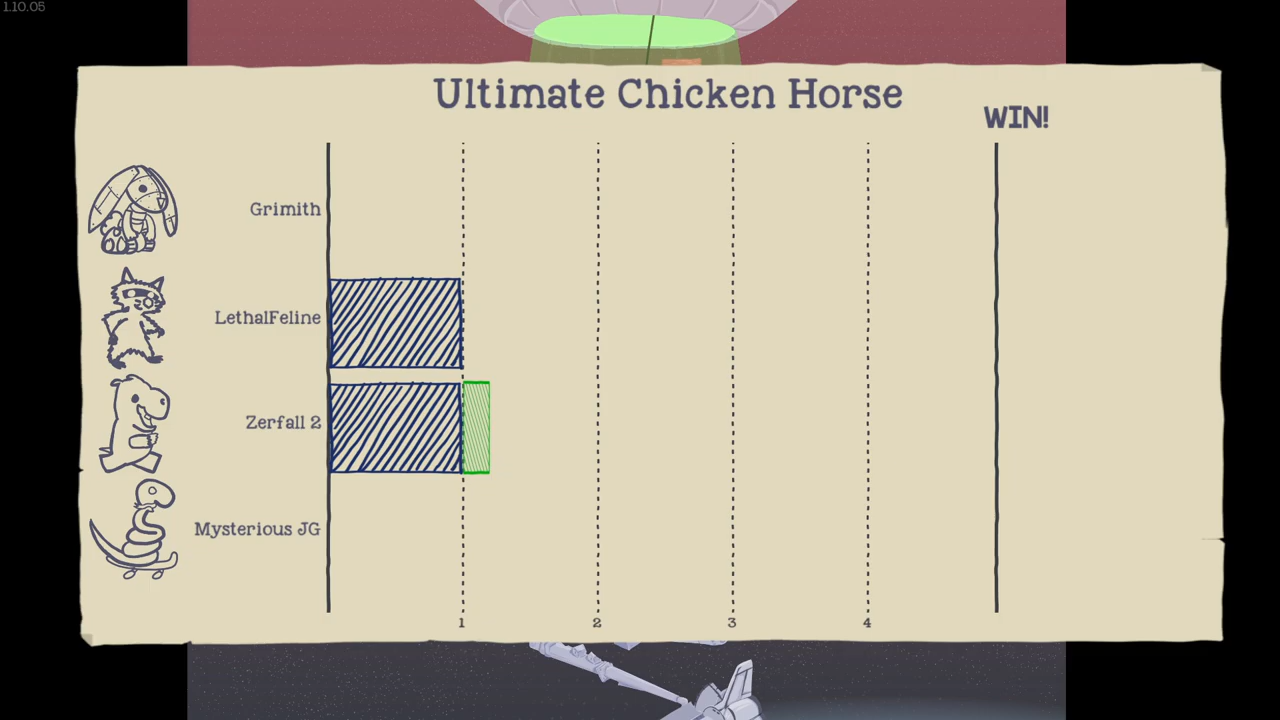 1.10.05
Ultimate Chicken Horse
WIN!
Grimith
LethalFeline
Zerfall 2
Mysterious JG
1 2 3 4